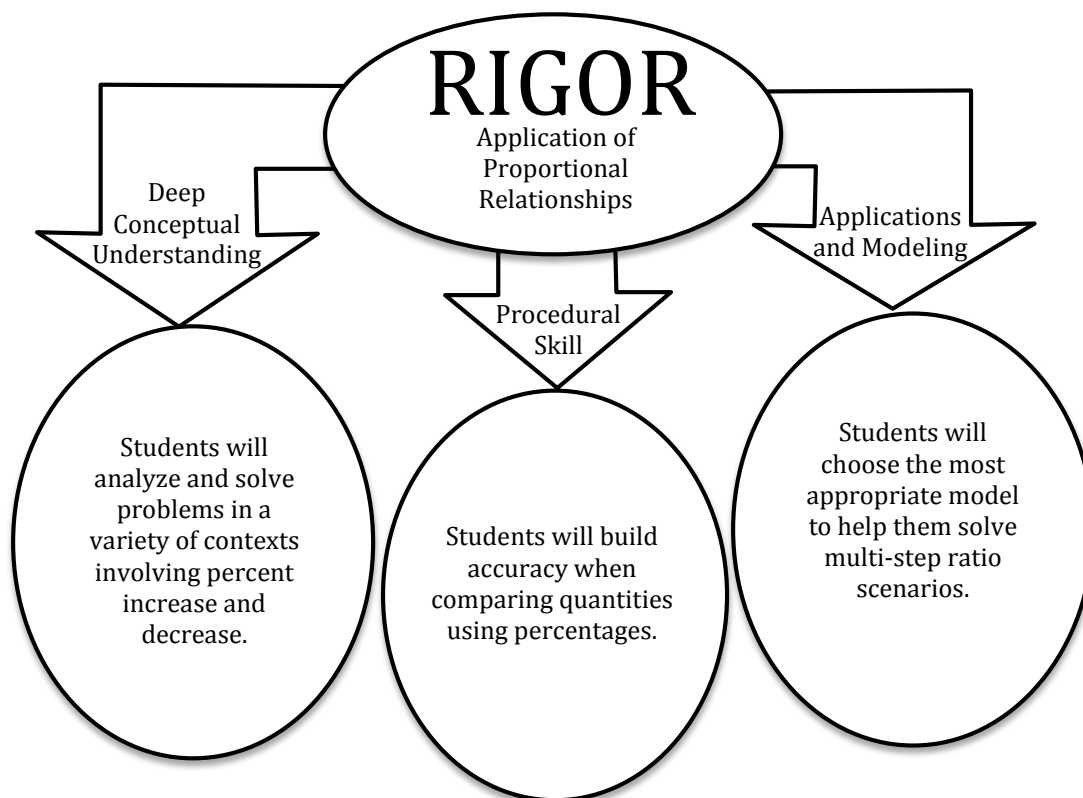 RIGOR
Application of
Proportional
Relationships
Deep
Conceptual
Understanding
Procedural
Skill
Applications
and Modeling
Students will
analyze and solve
problems in a
variety of contexts
involving percent
increase and
decrease.
Students will build
accuracy when
comparing quantities
using percentages.
Students will
choose the most
appropriate model
to help them solve
multi-step ratio
scenarios.